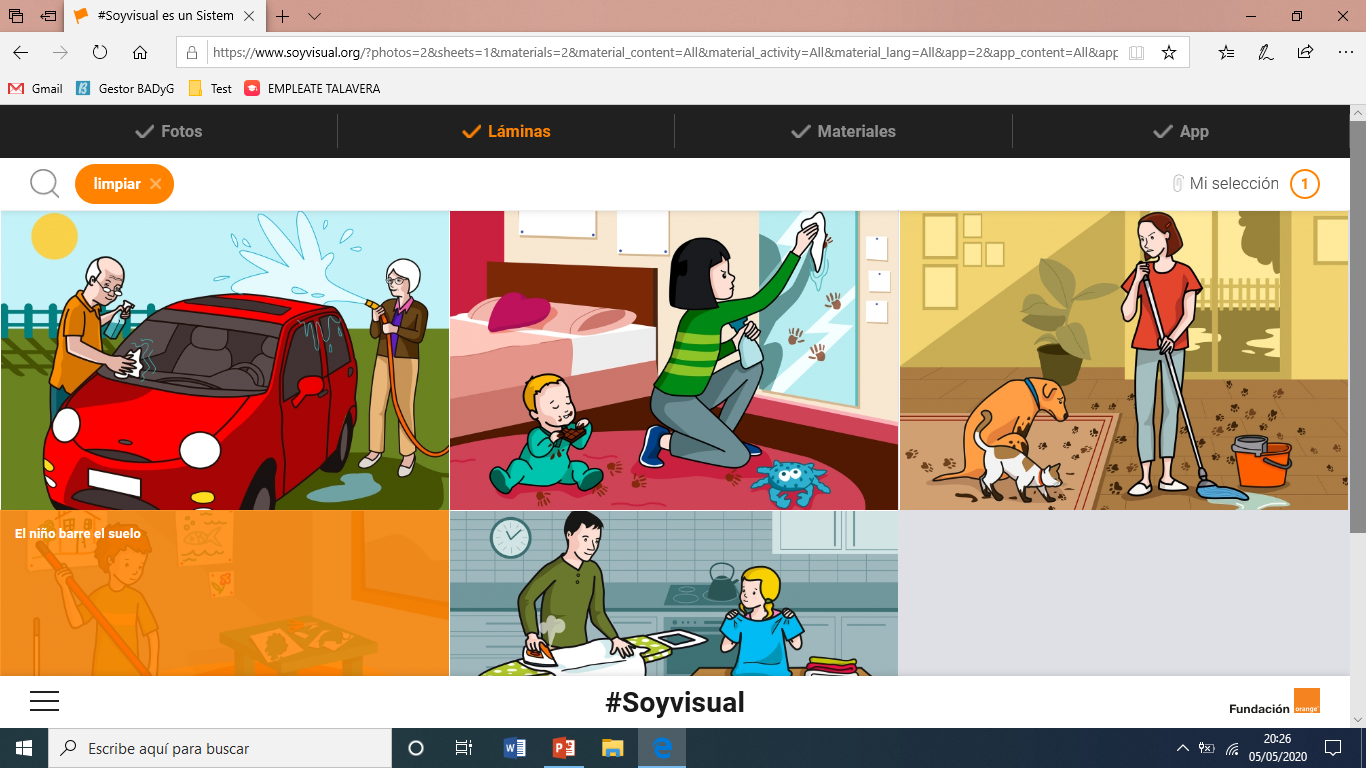 #Soyvisual es un Sistem
https://www.soyvisual.org/?photos=2&sheets=1&materials=2&material_content=All&material_activity=All&material_lang=All&app=2&app_content=All&app
Gmail Gestor BADyG Test EMPLEATE TALAVERA
Fotos Láminas Materiales App
limpiar Mi selección 1
El niño barre el suelo
#Soyvisual
Fundación orange
Escribe aquí para buscar
20:26
05/05/2020